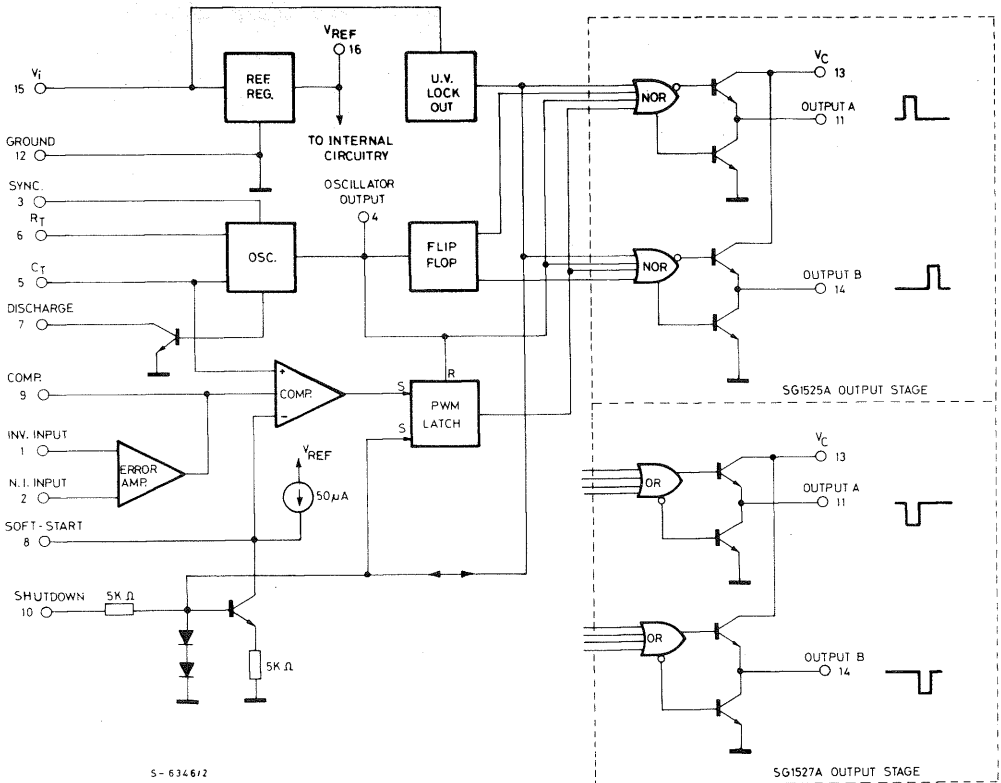 15 Vi
REF. REG.
VREF 16
U.V. LOCK OUT
TO INTERNAL CIRCUITRY
GROUND 12
SYNC. 3
RT 6
OSC.
OSCILLATOR OUTPUT 4
FLIP FLOP
CT 5
DISCHARGE 7
COMP. 9
+
COMP.
−
S
R
S
PWM LATCH
INV. INPUT 1
ERROR AMP.
N.I. INPUT 2
VREF
50µA
SOFT-START 8
SHUTDOWN 10
5KΩ
5KΩ
NOR
VC 13
OUTPUT A 11
NOR
OUTPUT B 14
SG1525A OUTPUT STAGE
OR
VC 13
OUTPUT A 11
OR
OUTPUT B 14
SG1527A OUTPUT STAGE
S-6346/2